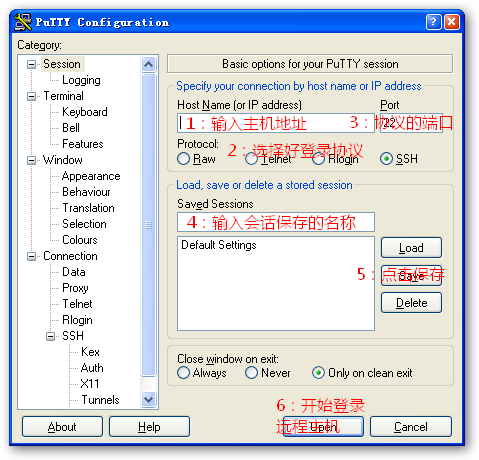 PuTTY Configuration
Category:
Session
Logging
Terminal
Keyboard
Bell
Features
Window
Appearance
Behaviour
Translation
Selection
Colours
Connection
Data
Proxy
Telnet
Rlogin
SSH
Kex
Auth
X11
Tunnels
Basic options for your PuTTY session
Specify your connection by host name or IP address
Host Name (or IP address)
Port
1：输入主机地址
22
3：协议的端口
Protocol:
2：选择好登录协议
Raw
Telnet
Rlogin
SSH
Load, save or delete a stored session
Saved Sessions
4：输入会话保存的名称
Default Settings
Load
Save
5：点击保存
Delete
Close window on exit:
Always
Never
Only on clean exit
6：开始登录
远程主机
About
Help
Open
Cancel